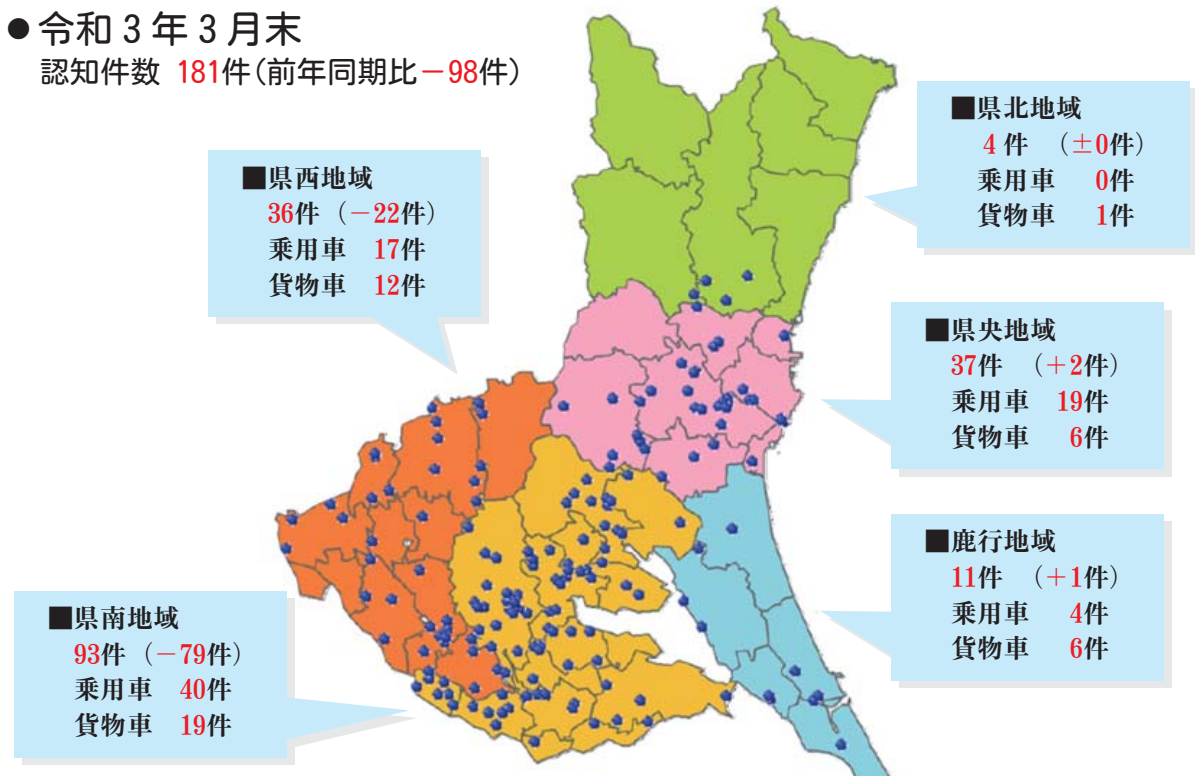 ●令和3年3月末
認知件数 181件(前年同期比−98件)
■県北地域
4件 (±0件)
乗用車 0件
貨物車 1件
■県西地域
36件 (−22件)
乗用車 17件
貨物車 12件
■県央地域
37件 (+2件)
乗用車 19件
貨物車 6件
■鹿行地域
11件 (+1件)
乗用車 4件
貨物車 6件
■県南地域
93件 (−79件)
乗用車 40件
貨物車 19件